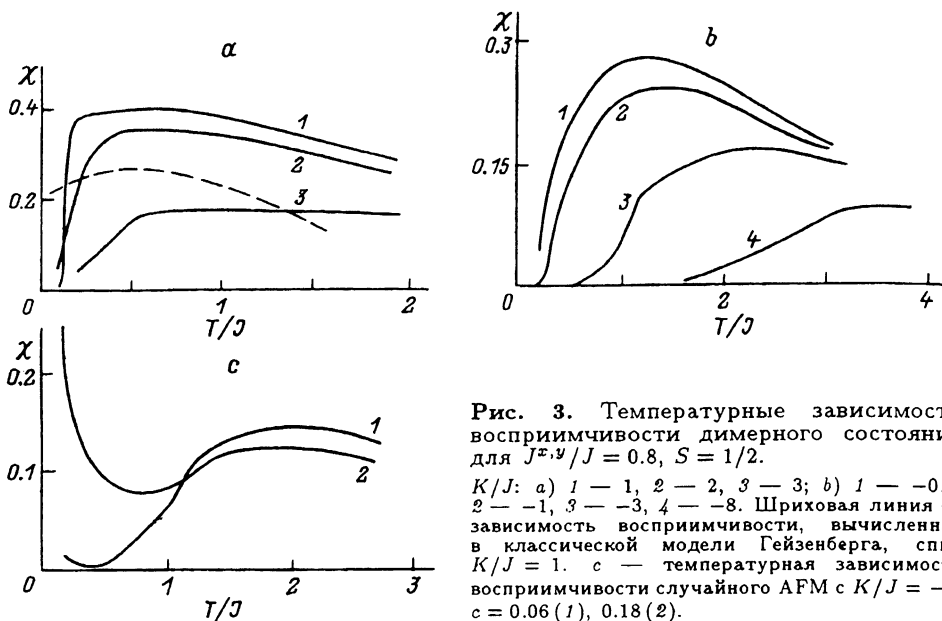 a
χ
0.4
0.2
0
1
2
3
1
2
T/J
b
χ
0.3
0.15
0
1
2
3
4
2
4
T/J
c
χ
0.2
0.1
0
1
2
1
2
3
T/J
Рис. 3. Температурные зависимост
восприимчивости димерного состояни
для J^{x,y}/J = 0.8, S = 1/2.
K/J: a) 1 — 1, 2 — 2, 3 — 3; b) 1 — −0.
2 — −1, 3 — −3, 4 — −8. Шриховая линия -
зависимость восприимчивости, вычисленн
в классической модели Гейзенберга, спи
K/J = 1. c — температурная зависимос
восприимчивости случайного AFM с K/J = −
c = 0.06 (1), 0.18 (2).